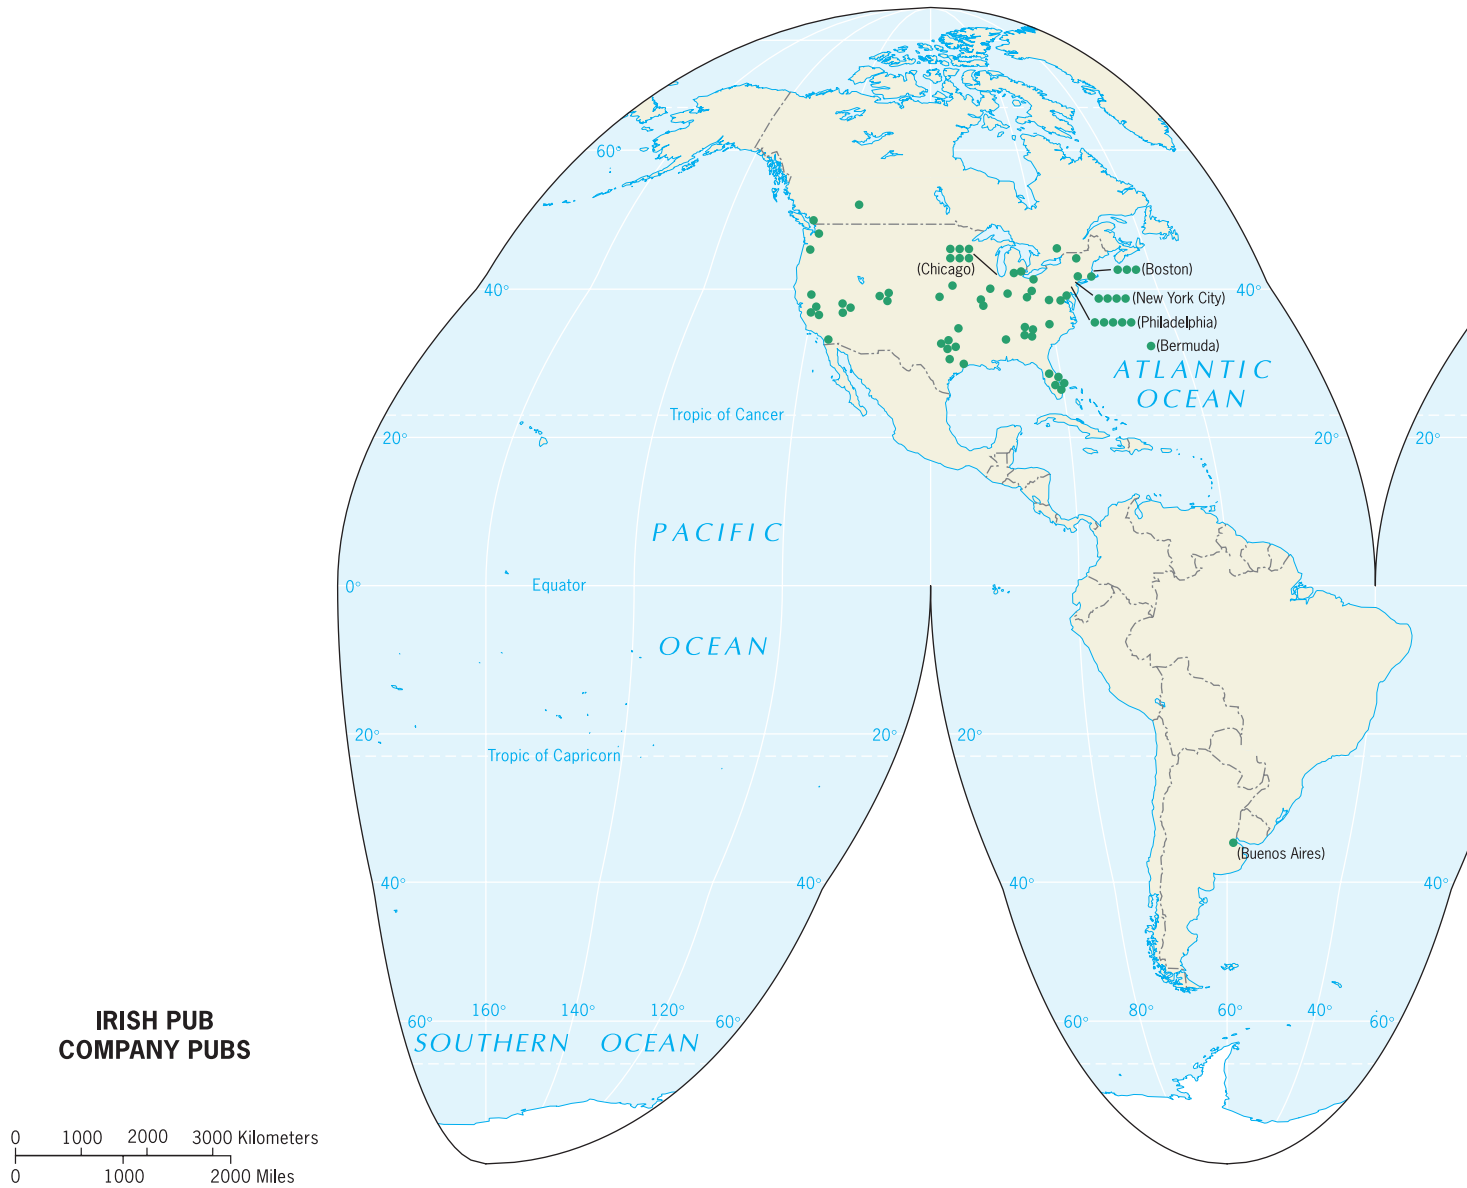 60°
(Chicago)
(Boston)
40°
40°
(New York City)
(Philadelphia)
(Bermuda)
ATLANTIC
OCEAN
Tropic of Cancer
20°
20°
20°
PACIFIC
0°
Equator
OCEAN
20°
20°
20°
Tropic of Capricorn
(Buenos Aires)
40°
40°
40°
40°
160°
140°
120°
80°
60°
40°
60°
60°
60°
60°
SOUTHERN OCEAN
IRISH PUB
COMPANY PUBS
0 1000 2000 3000 Kilometers
0 1000 2000 Miles